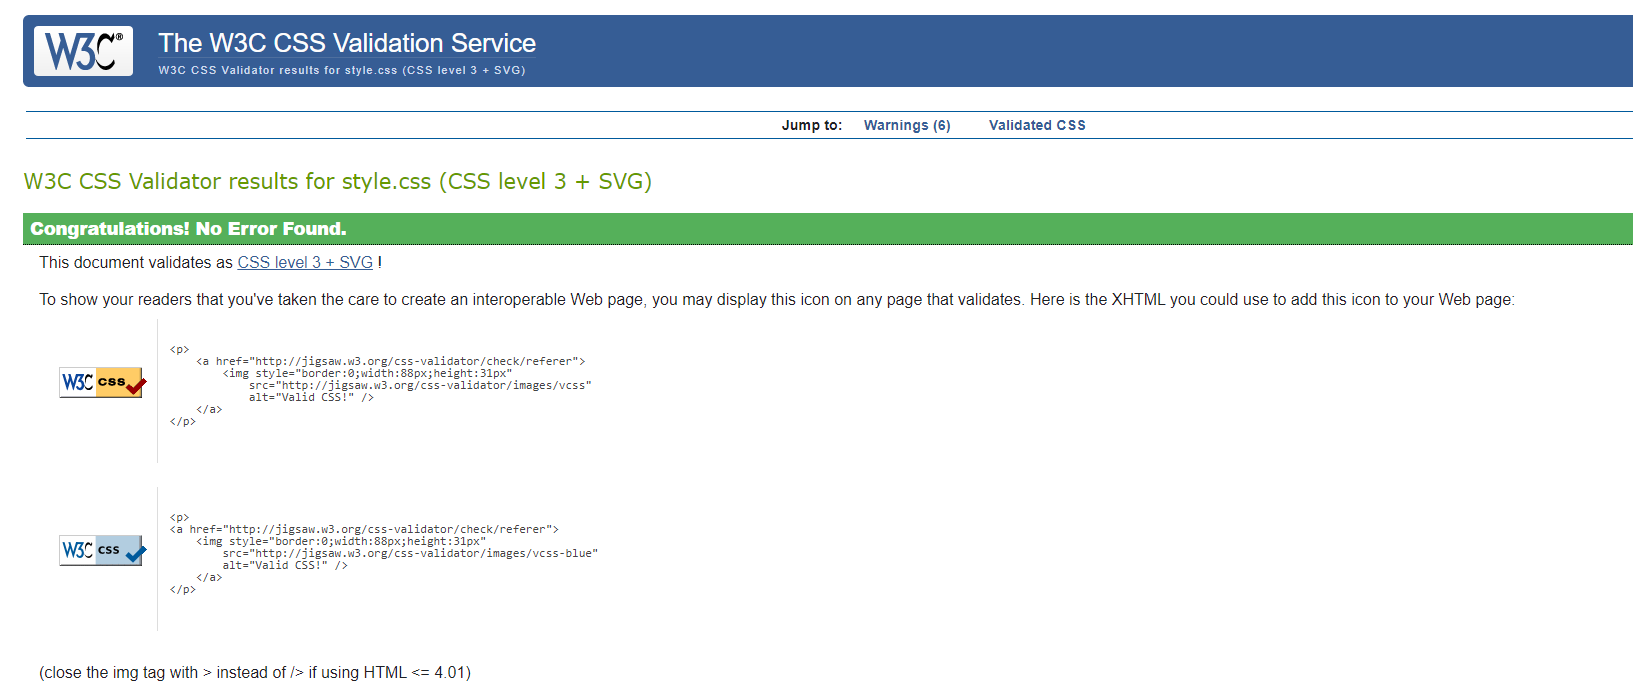 W3C®
The W3C CSS Validation Service
W3C CSS Validator results for style.css (CSS level 3 + SVG)
Jump to: Warnings (6) Validated CSS
W3C CSS Validator results for style.css (CSS level 3 + SVG)
Congratulations! No Error Found.
This document validates as CSS level 3 + SVG !
To show your readers that you've taken the care to create an interoperable Web page, you may display this icon on any page that validates. Here is the XHTML you could use to add this icon to your Web page:
W3C css
<p>
    <a href="http://jigsaw.w3.org/css-validator/check/referer">
        <img style="border:0;width:88px;height:31px"
            src="http://jigsaw.w3.org/css-validator/images/vcss"
            alt="Valid CSS!" />
    </a>
</p>
W3C css
<p>
<a href="http://jigsaw.w3.org/css-validator/check/referer">
    <img style="border:0;width:88px;height:31px"
        src="http://jigsaw.w3.org/css-validator/images/vcss-blue"
        alt="Valid CSS!" />
    </a>
</p>
(close the img tag with > instead of /> if using HTML <= 4.01)